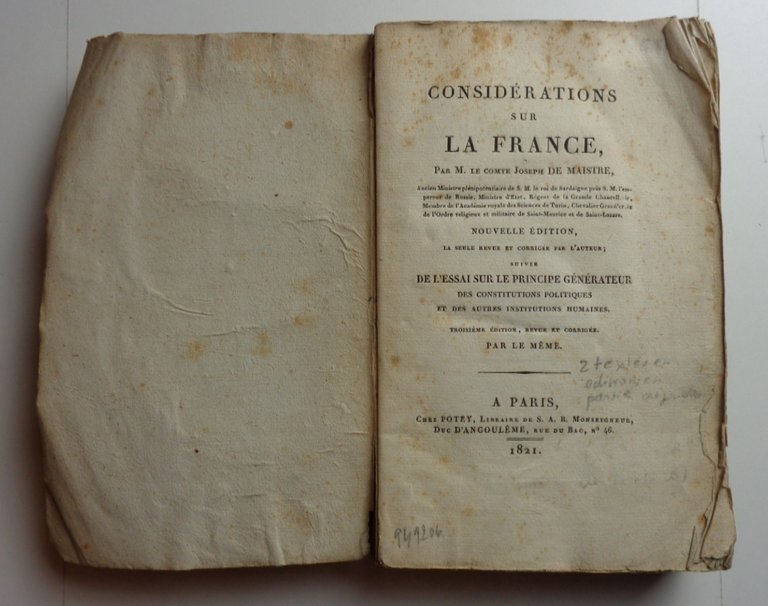 CONSIDÉRATIONS
SUR
LA FRANCE,
PAR M. LE COMTE JOSEPH DE MAISTRE,
Ancien Ministre plénipotentiaire de S. M. le roi de Sardaigne près S. M. l'em-
pereur de Russie, Ministre d'Etat, Régent de la Grande Chancellerie,
Membre de l'Académie royale des Sciences de Turin, Chevalier Grand'croix
de l'Ordre religieux et militaire de Saint-Maurice et de Saint-Lazare.
NOUVELLE ÉDITION,
LA SEULE REVUE ET CORRIGÉE PAR L'AUTEUR;
SUIVIE
DE L'ESSAI SUR LE PRINCIPE GÉNÉRATEUR
DES CONSTITUTIONS POLITIQUES
ET DES AUTRES INSTITUTIONS HUMAINES.
TROISIÈME ÉDITION, REVUE ET CORRIGÉE.
PAR LE MÊME.
2 textes en
A PARIS,
CHEZ POTEY, LIBRAIRE DE S. A. R. MONSEIGNEUR,
DUC D'ANGOULÊME, RUE DU BAC, N° 46.
1821.
949206